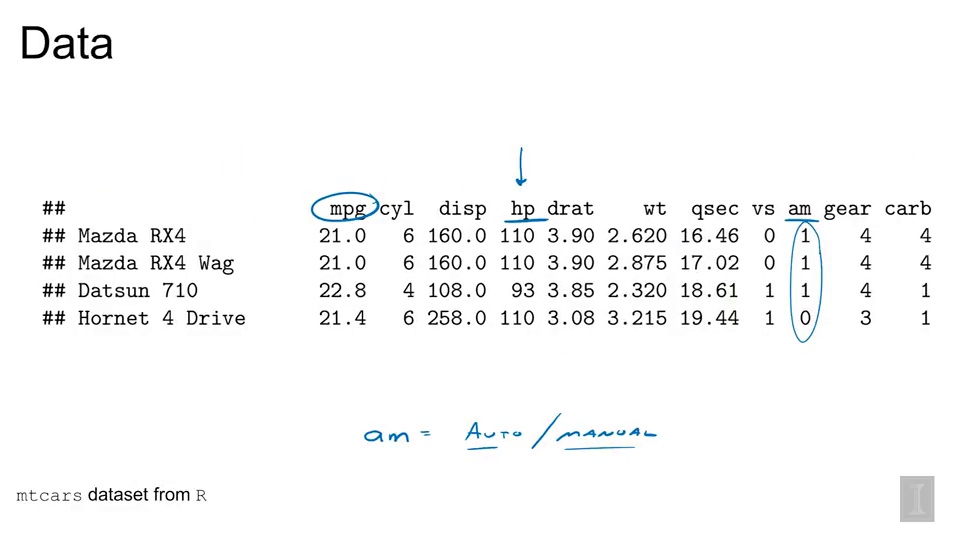 Data
## mpg cyl disp hp drat wt qsec vs am gear carb
## Mazda RX4 21.0 6 160.0 110 3.90 2.620 16.46 0 1 4 4
## Mazda RX4 Wag 21.0 6 160.0 110 3.90 2.875 17.02 0 1 4 4
## Datsun 710 22.8 4 108.0 93 3.85 2.320 18.61 1 1 4 1
## Hornet 4 Drive 21.4 6 258.0 110 3.08 3.215 19.44 1 0 3 1
am = AUTO / MANUAL
mtcars dataset from R
I